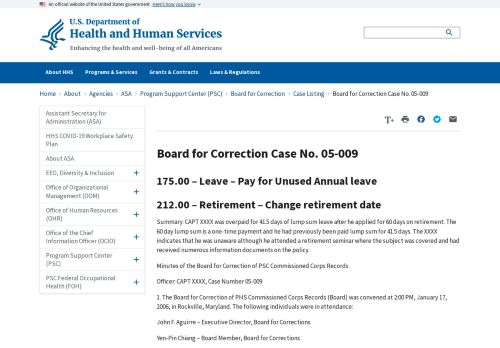 An official website of the United States government Here's how you know
U.S. Department of
Health and Human Services
Enhancing the health and well-being of all Americans
About HHS Programs & Services Grants & Contracts Laws & Regulations
Home › About › Agencies › ASA › Program Support Center (PSC) › Board for Correction › Case Listing › Board for Correction Case No. 05-009
Assistant Secretary for
Administration (ASA)
HHS COVID-19 Workplace Safety
Plan
About ASA
EEO, Diversity & Inclusion +
Office of Organizational
Management (OOM) +
Office of Human Resources
(OHR) +
Office of the Chief
Information Officer (OCIO) +
Program Support Center
(PSC) +
PSC Federal Occupational
Health (FOH) +
T+
Board for Correction Case No. 05-009
175.00 – Leave – Pay for Unused Annual leave
212.00 – Retirement – Change retirement date
Summary: CAPT XXXX was overpaid for 41.5 days of lump sum leave after he applied for 60 days on retirement. The
60 day lump sum is a one-time payment and he had previously been paid lump sum for 41.5 days. The XXXX
indicates that he was unaware although he attended a retirement seminar where the subject was covered and had
received numerous information documents on the policy.
Minutes of the Board for Correction of PSC Commissioned Corps Records
Officer: CAPT XXXX, Case Number 05-009
1. The Board for Correction of PHS Commissioned Corps Records (Board) was convened at 2:00 PM, January 17,
2006, in Rockville, Maryland. The following individuals were in attendance:
John F. Aguirre – Executive Director, Board for Corrections
Yen-Pin Chiang – Board Member, Board for Corrections